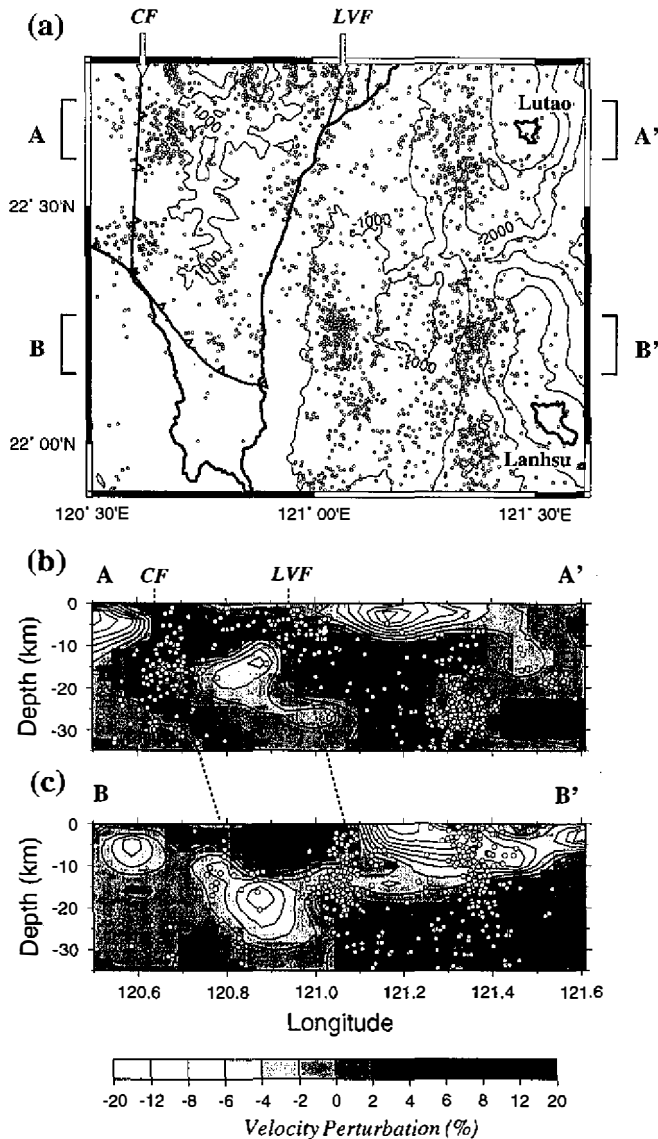 CF LVF
(a)
1000
Lutao
A A'
22° 30'N
1000
1000
2000
B B'
1000
22° 00'N
Lanhsu
120° 30'E 121° 00'E 121° 30'E
(b) A CF LVF A'
0
-10
-20
-30
Depth (km)
(c) B B'
0
-10
-20
-30
Depth (km)
120.6 120.8 121.0 121.2 121.4 121.6
Longitude
-20 -12 -8 -6 -4 -2 0 2 4 6 8 12 20
Velocity Perturbation (%)